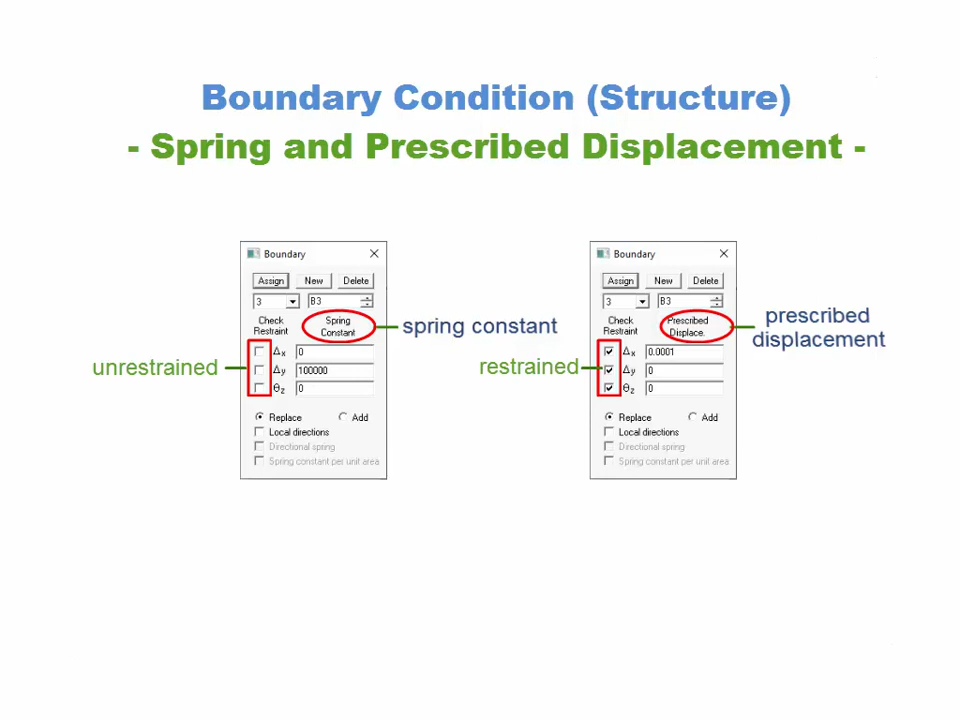 Boundary Condition (Structure)
- Spring and Prescribed Displacement -
Boundary
Assign New Delete
3 B3
Check Restraint
Spring Constant
spring constant
unrestrained
Δx 0
Δy 100000
θz 0
Replace Add
Local directions
Directional spring
Spring constant per unit area
Boundary
Assign New Delete
3 B3
Check Restraint
Prescribed Displace.
prescribed
displacement
restrained
Δx 0.0001
Δy 0
θz 0
Replace Add
Local directions
Directional spring
Spring constant per unit area